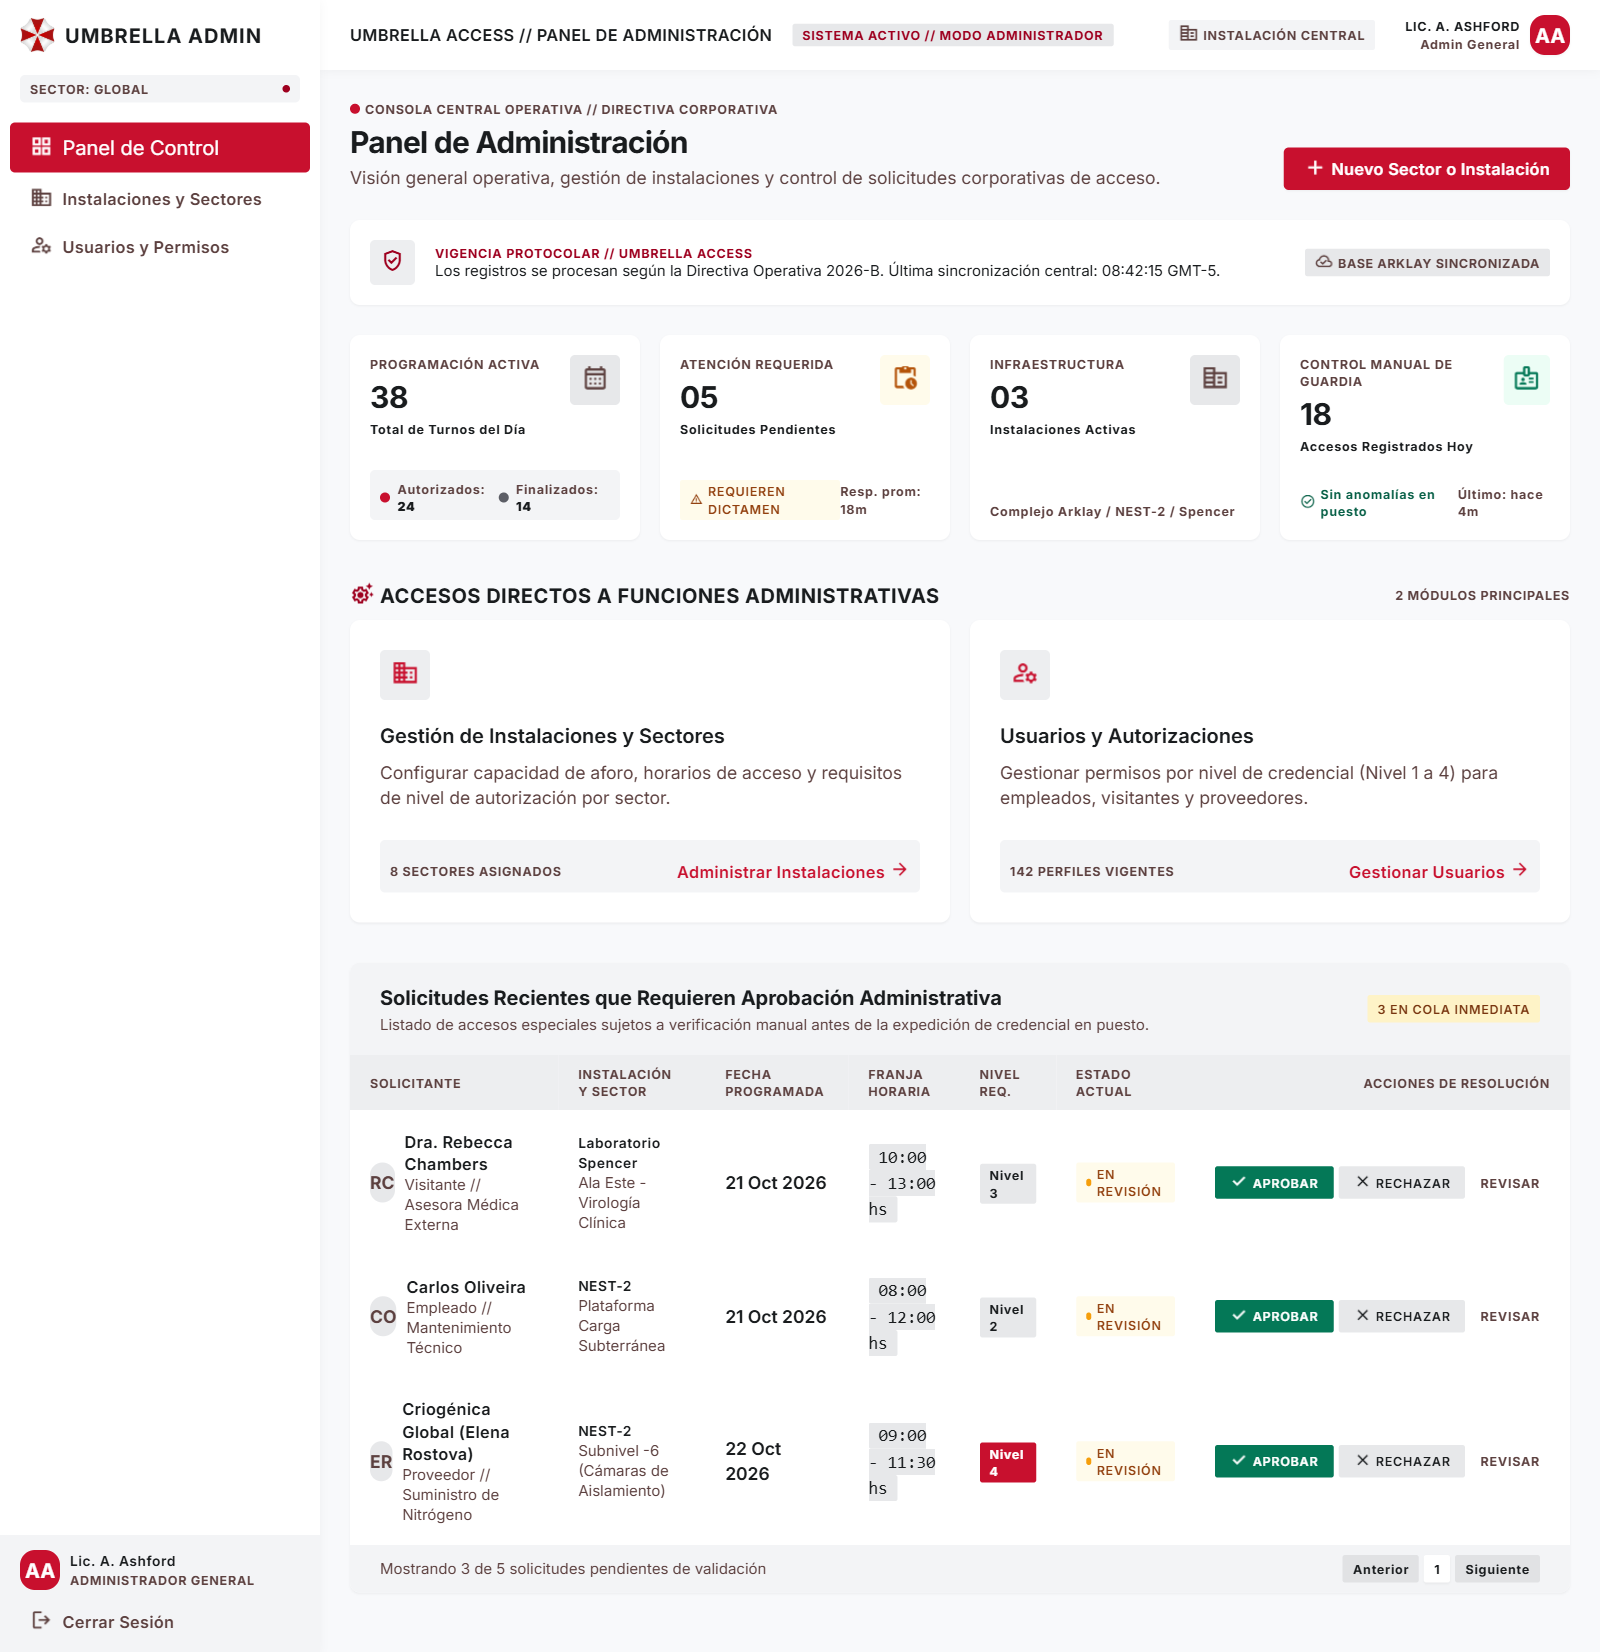 UMBRELLA ADMIN
SECTOR: GLOBAL
Panel de Control
Instalaciones y Sectores
Usuarios y Permisos
Lic. A. Ashford
AA
ADMINISTRADOR GENERAL
Cerrar Sesión
UMBRELLA ACCESS // PANEL DE ADMINISTRACIÓN
SISTEMA ACTIVO // MODO ADMINISTRADOR
INSTALACIÓN CENTRAL
LIC. A. ASHFORD
Admin General
AA
CONSOLA CENTRAL OPERATIVA // DIRECTIVA CORPORATIVA
Panel de Administración
Visión general operativa, gestión de instalaciones y control de solicitudes corporativas de acceso.
Nuevo Sector o Instalación
VIGENCIA PROTOCOLAR // UMBRELLA ACCESS
Los registros se procesan según la Directiva Operativa 2026-B. Última sincronización central: 08:42:15 GMT-5.
BASE ARKLAY SINCRONIZADA
PROGRAMACIÓN ACTIVA
38
Total de Turnos del Día
Autorizados:
24
Finalizados:
14
ATENCIÓN REQUERIDA
05
Solicitudes Pendientes
REQUIEREN
DICTAMEN
Resp. prom:
18m
INFRAESTRUCTURA
03
Instalaciones Activas
Complejo Arklay / NEST-2 / Spencer
CONTROL MANUAL DE
GUARDIA
18
Accesos Registrados Hoy
Sin anomalías en
puesto
Último: hace
4m
ACCESOS DIRECTOS A FUNCIONES ADMINISTRATIVAS
2 MÓDULOS PRINCIPALES
Gestión de Instalaciones y Sectores
Configurar capacidad de aforo, horarios de acceso y requisitos
de nivel de autorización por sector.
8 SECTORES ASIGNADOS
Administrar Instalaciones
Usuarios y Autorizaciones
Gestionar permisos por nivel de credencial (Nivel 1 a 4) para
empleados, visitantes y proveedores.
142 PERFILES VIGENTES
Gestionar Usuarios
Solicitudes Recientes que Requieren Aprobación Administrativa
Listado de accesos especiales sujetos a verificación manual antes de la expedición de credencial en puesto.
3 EN COLA INMEDIATA
SOLICITANTE
INSTALACIÓN
Y SECTOR
FECHA
PROGRAMADA
FRANJA
HORARIA
NIVEL
REQ.
ESTADO
ACTUAL
ACCIONES DE RESOLUCIÓN
RC
Dra. Rebecca
Chambers
Visitante //
Asesora Médica
Externa
Laboratorio
Spencer
Ala Este -
Virología
Clínica
21 Oct 2026
10:00
- 13:00
hs
Nivel
3
EN
REVISIÓN
APROBAR
RECHAZAR
REVISAR
CO
Carlos Oliveira
Empleado //
Mantenimiento
Técnico
NEST-2
Plataforma
Carga
Subterránea
21 Oct 2026
08:00
- 12:00
hs
Nivel
2
EN
REVISIÓN
APROBAR
RECHAZAR
REVISAR
ER
Criogénica
Global (Elena
Rostova)
Proveedor //
Suministro de
Nitrógeno
NEST-2
Subnivel -6
(Cámaras de
Aislamiento)
22 Oct
2026
09:00
- 11:30
hs
Nivel
4
EN
REVISIÓN
APROBAR
RECHAZAR
REVISAR
Mostrando 3 de 5 solicitudes pendientes de validación
Anterior
1
Siguiente